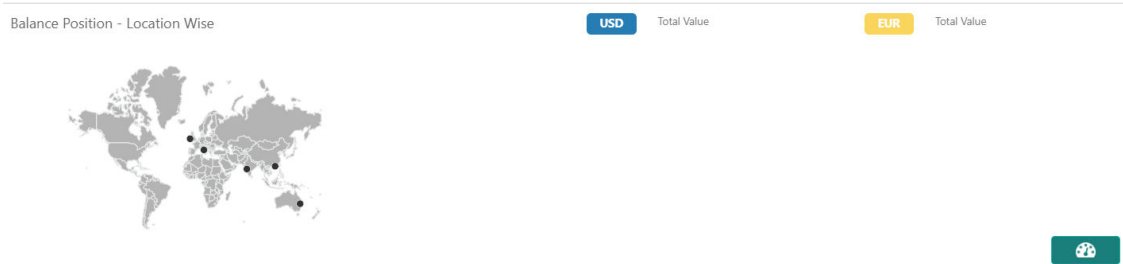 Balance Position - Location Wise
USD Total Value
EUR Total Value